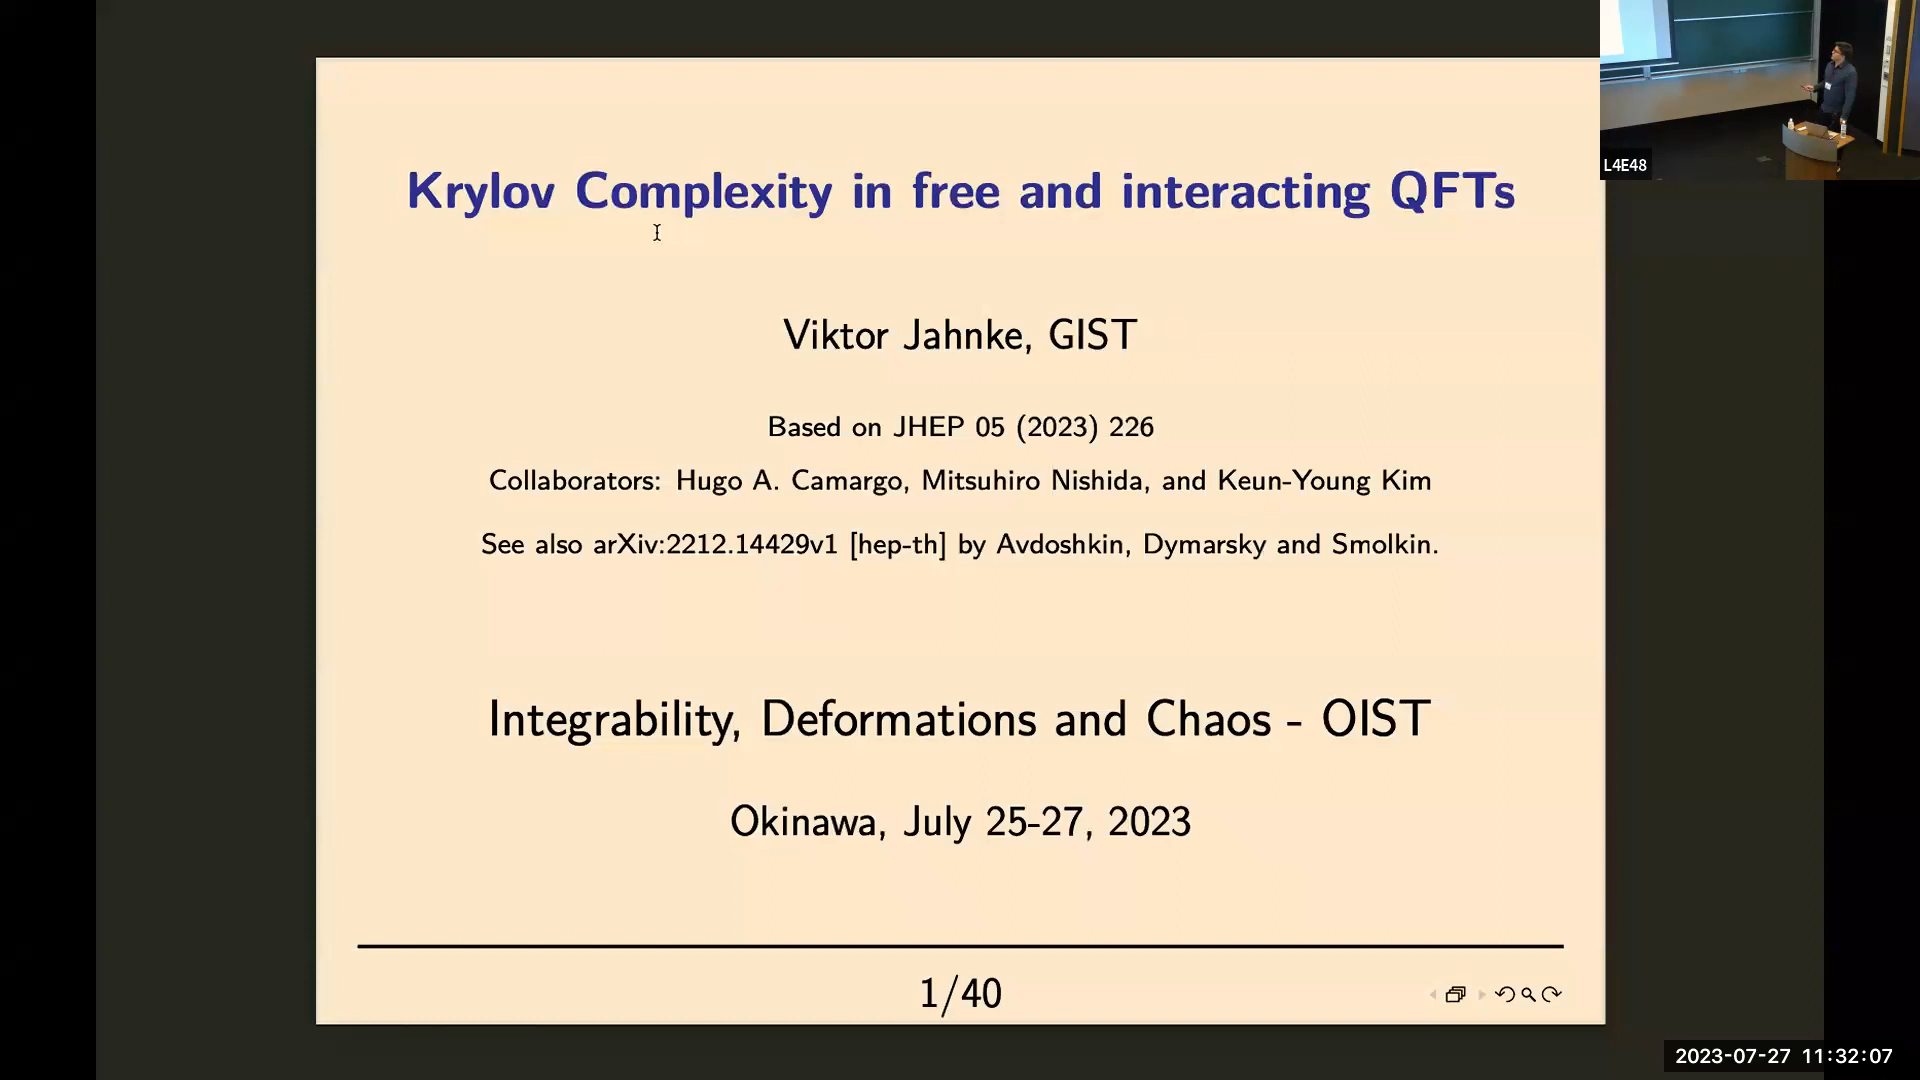 Krylov Complexity in free and interacting QFTs
Viktor Jahnke, GIST
Based on JHEP 05 (2023) 226
Collaborators: Hugo A. Camargo, Mitsuhiro Nishida, and Keun-Young Kim
See also arXiv:2212.14429v1 [hep-th] by Avdoshkin, Dymarsky and Smolkin.
Integrability, Deformations and Chaos - OIST
Okinawa, July 25-27, 2023
1/40
L4E48
2023-07-27 11:32:07